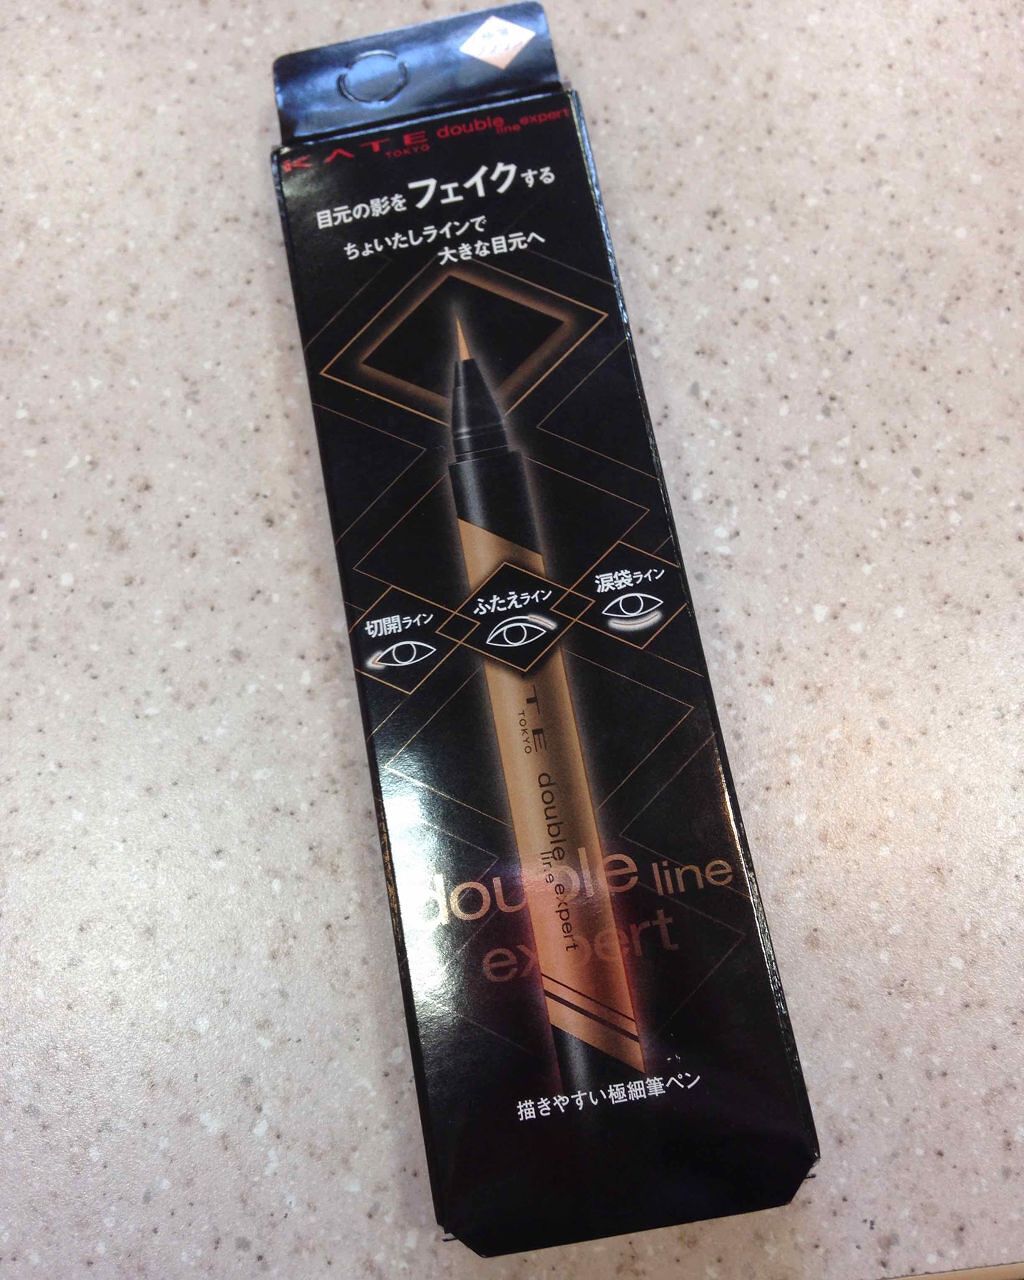 KATE double line expert
TOKYO
目元の影をフェイクする
ちょいたしラインで
大きな目元へ
切開ライン
ふたえライン
涙袋ライン
TE
TOKYO
double line expert
double line
expert
描きやすい極細筆ペン